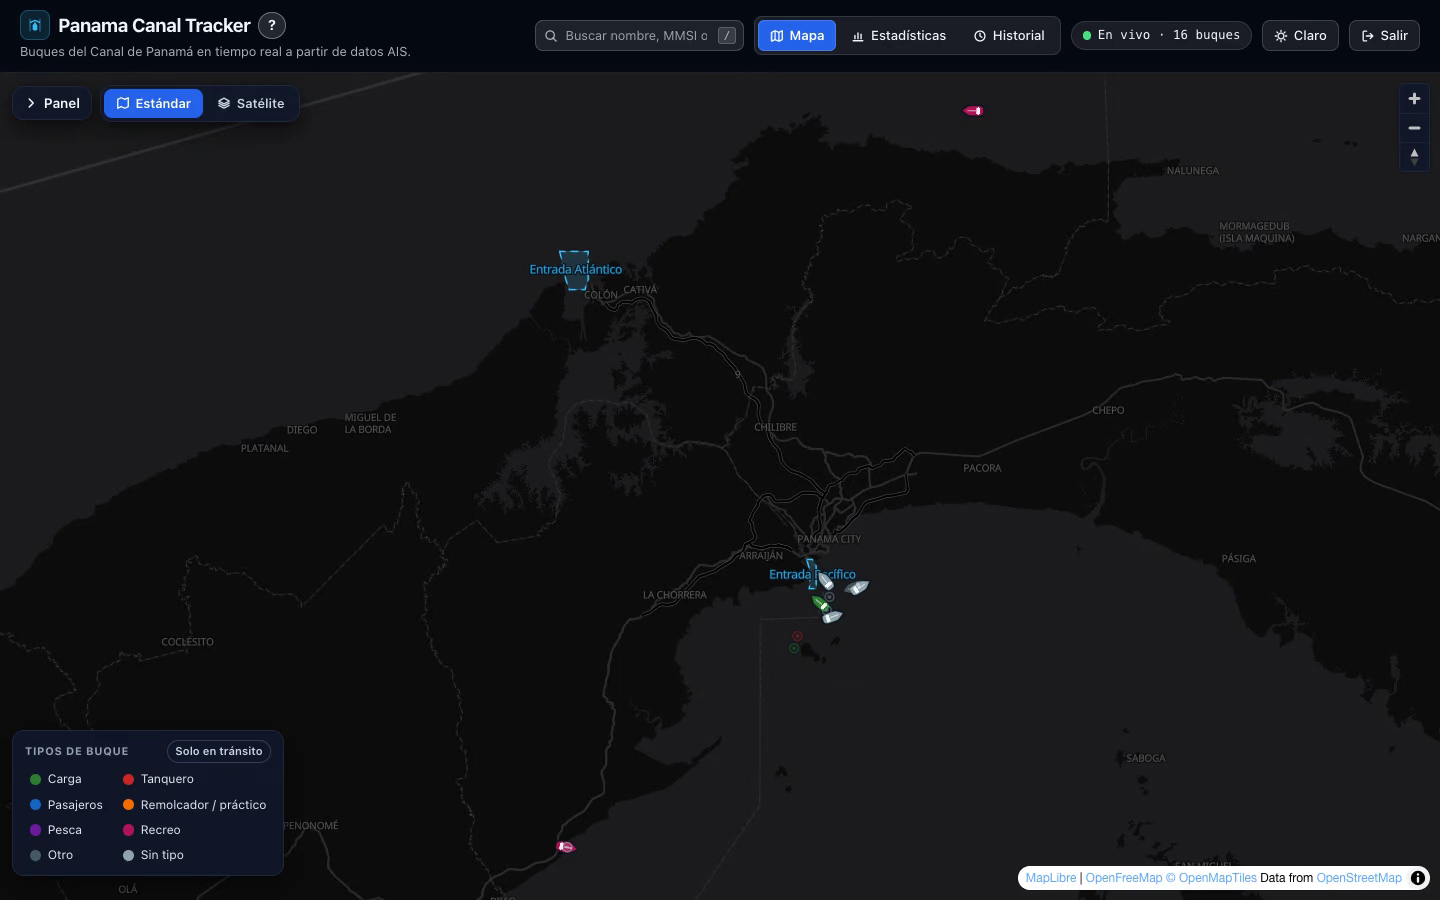 Panama Canal Tracker ?
Buques del Canal de Panamá en tiempo real a partir de datos AIS.
Buscar nombre, MMSI o /
Mapa
Estadísticas
Historial
En vivo · 16 buques
Claro
Salir
Panel
Estándar
Satélite
NALUNEGA
MORMAGEDUB
(ISLA MAQUINA)
NARGAN
Entrada Atlántico
COLÓN
CATIVÁ
9
MIGUEL DE
LA BORDA
DIEGO
PLATANAL
CHILIBRE
CHEPO
PACORA
PANAMA CITY
ARRAIJÁN
PÁSIGA
Entrada Pacífico
LA CHORRERA
COCLESITO
SABOGA
TIPOS DE BUQUE
Solo en tránsito
Carga
Tanquero
Pasajeros
Remolcador / práctico
Pesca
Recreo
Otro
Sin tipo
PENONOMÉ
OLÁ
SAN MIGUEL
MapLibre | OpenFreeMap © OpenMapTiles Data from OpenStreetMap